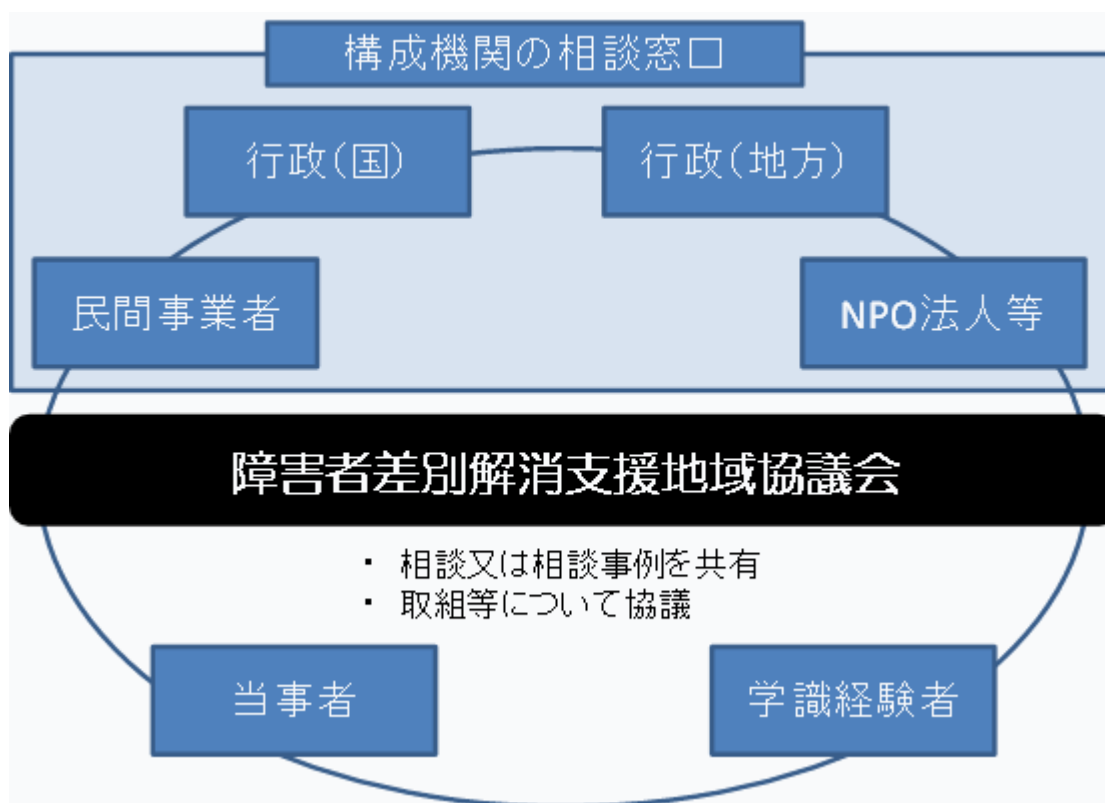 構成機関の相談窓口
行政(国)
行政(地方)
民間事業者
NPO法人等
障害者差別解消支援地域協議会
・ 相談又は相談事例を共有
・ 取組等について協議
当事者
学識経験者